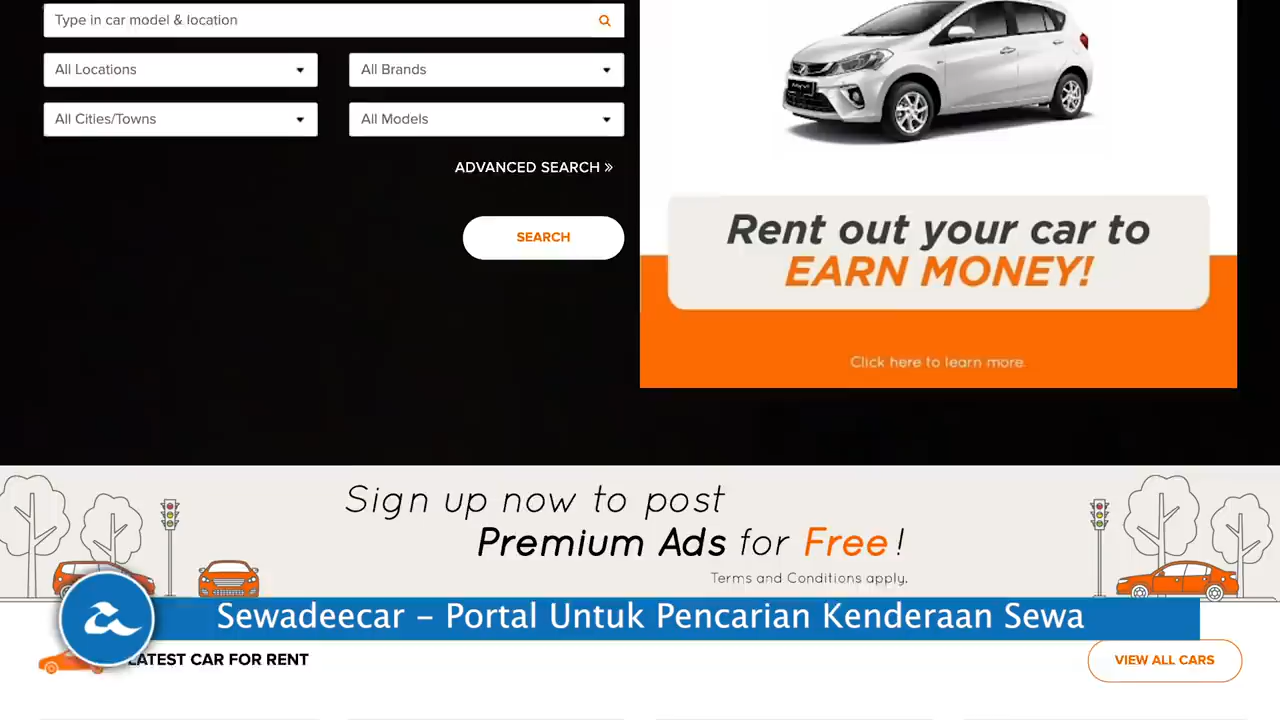 Type in car model & location
All Locations
All Brands
All Cities/Towns
All Models
ADVANCED SEARCH »
SEARCH
Rent out your car to
EARN MONEY!
Click here to learn more.
Sign up now to post
Premium Ads for Free!
Terms and Conditions apply.
Sewadeecar – Portal Untuk Pencarian Kenderaan Sewa
LATEST CAR FOR RENT
VIEW ALL CARS